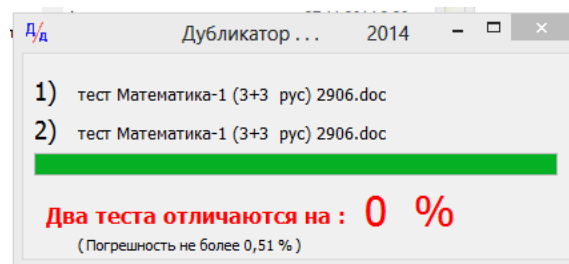 Д/д Дубликатор . . . 2014
1) тест Математика-1 (3+3 рус) 2906.doc
2) тест Математика-1 (3+3 рус) 2906.doc
Два теста отличаются на : 0 %
( Погрешность не более 0,51 % )